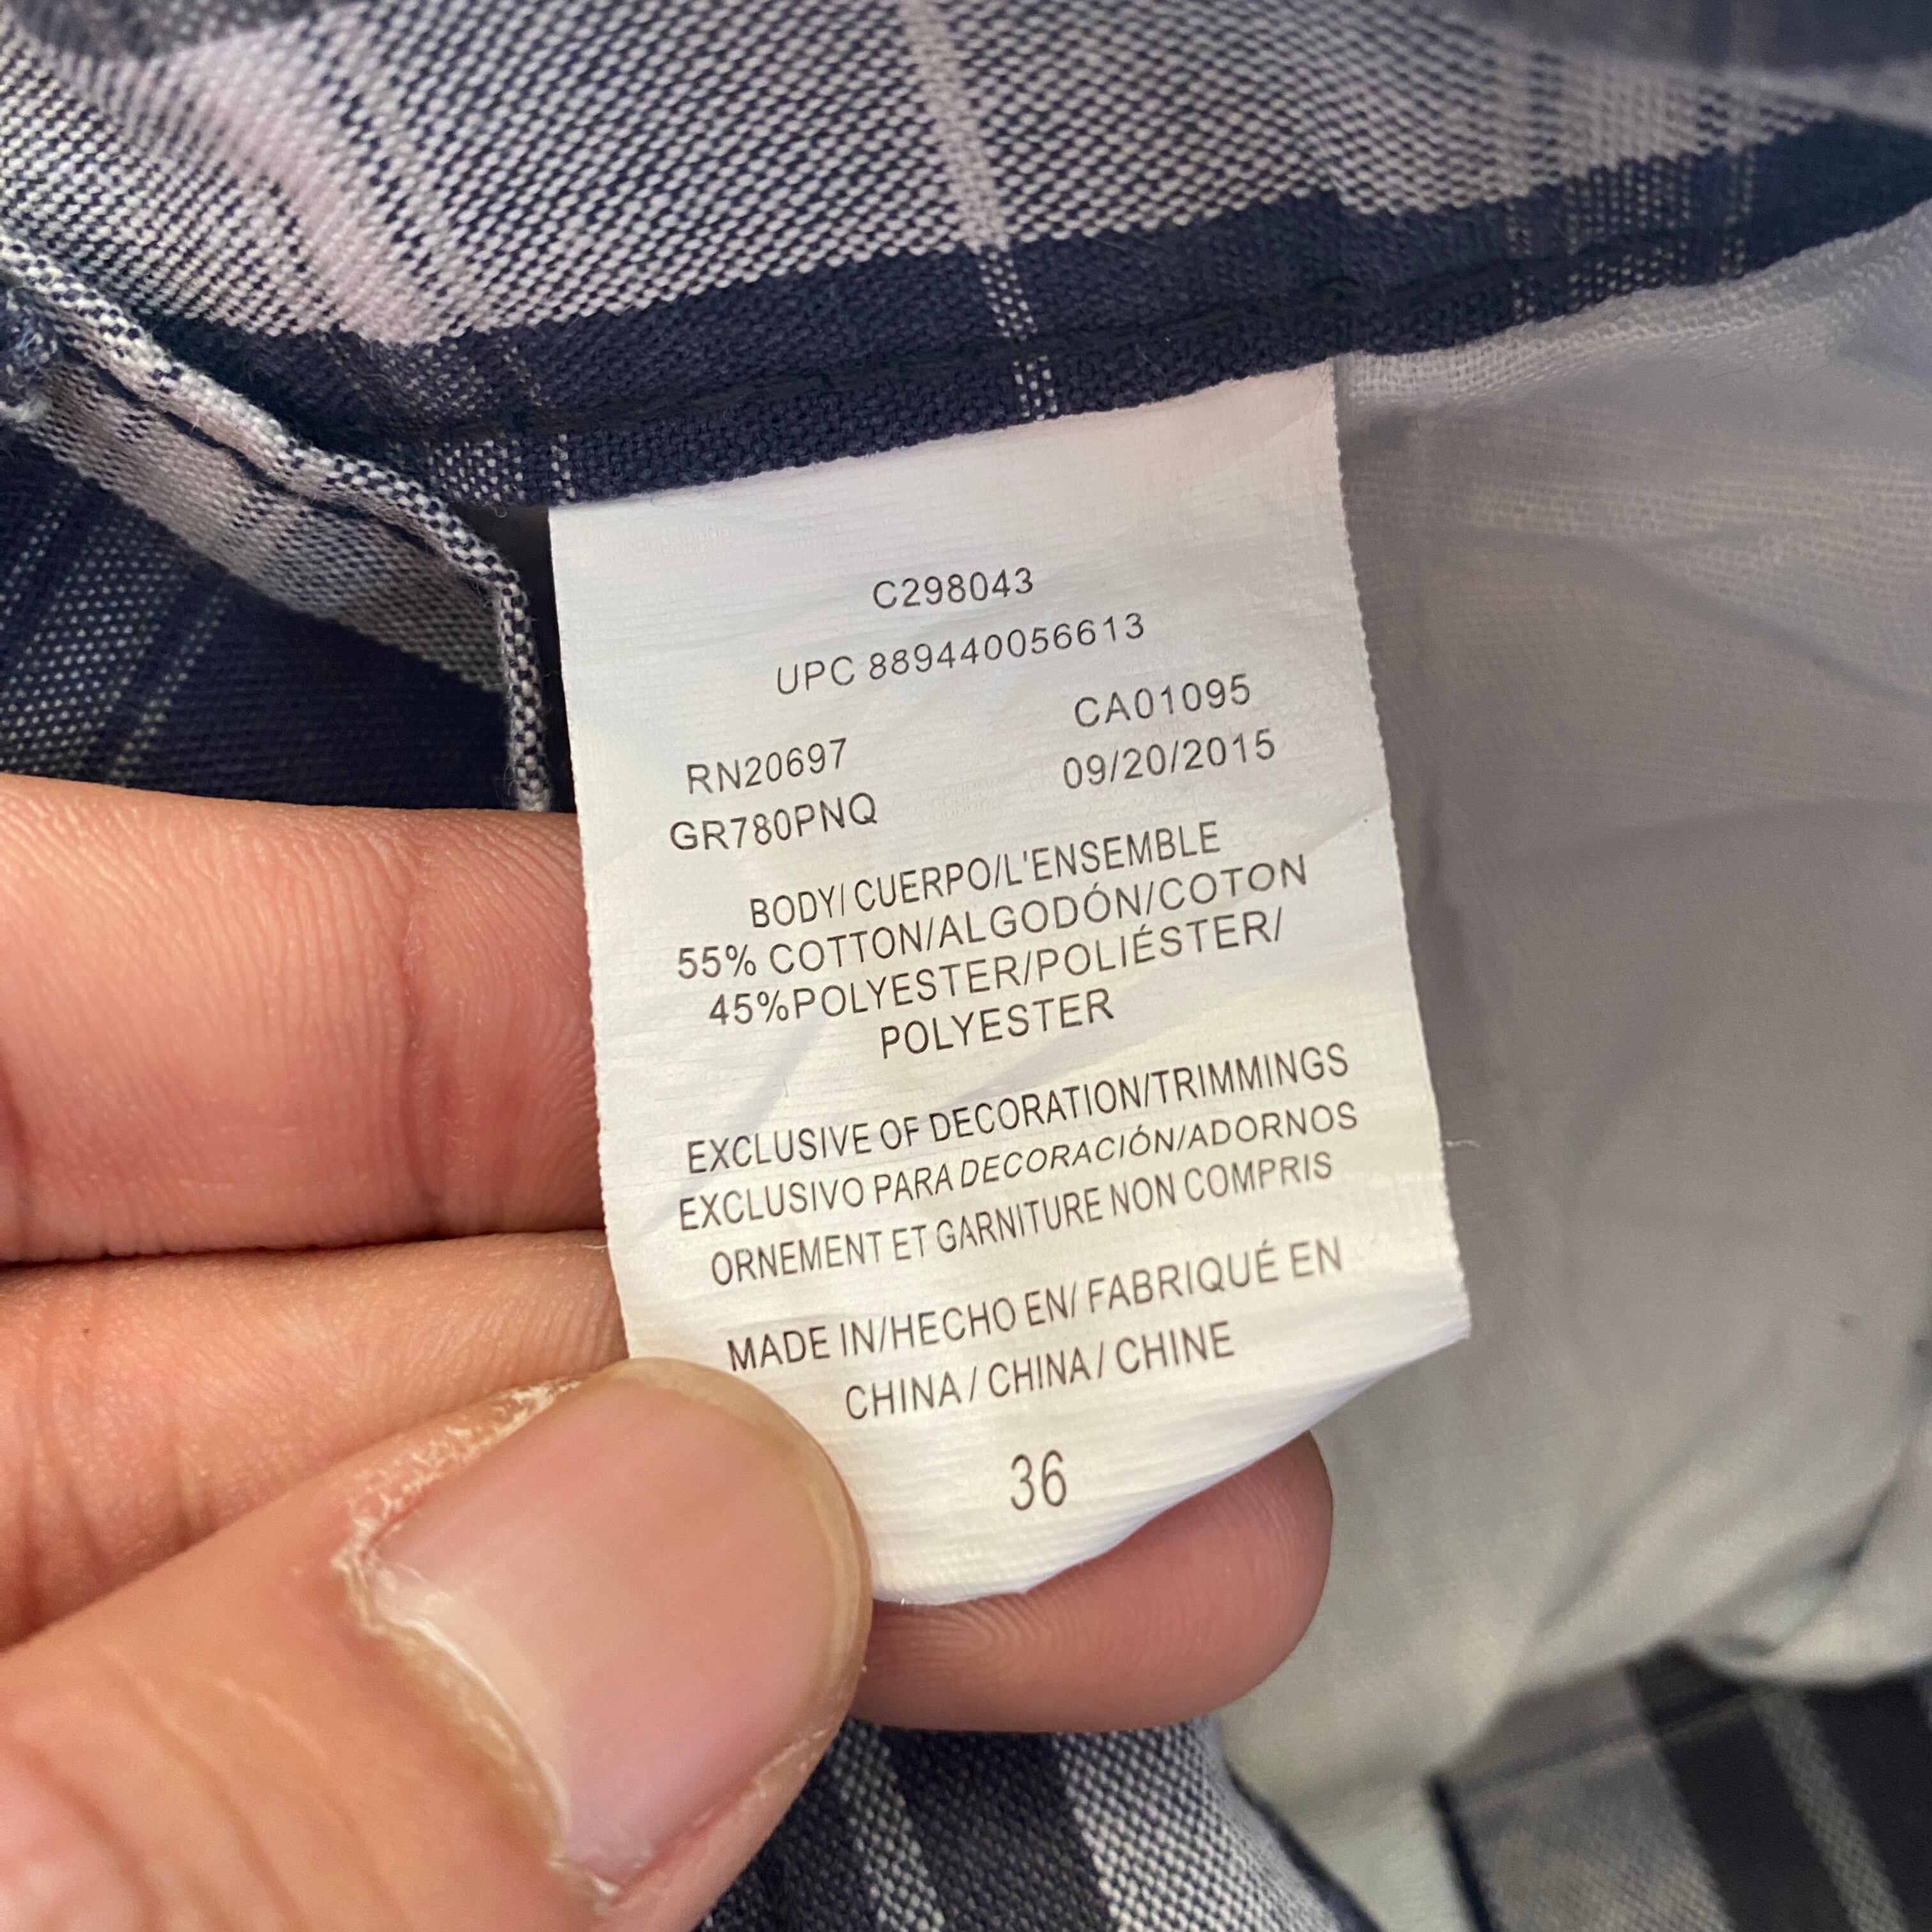 C298043
UPC 889440056613
RN20697 CA01095
GR780PNQ 09/20/2015
BODY/ CUERPO/L'ENSEMBLE
55% COTTON/ALGODÓN/COTON
45%POLYESTER/POLIÉSTER/
POLYESTER
EXCLUSIVE OF DECORATION/TRIMMINGS
EXCLUSIVO PARA DECORACIÓN/ADORNOS
ORNEMENT ET GARNITURE NON COMPRIS
MADE IN/HECHO EN/ FABRIQUÉ EN
CHINA / CHINA / CHINE
36